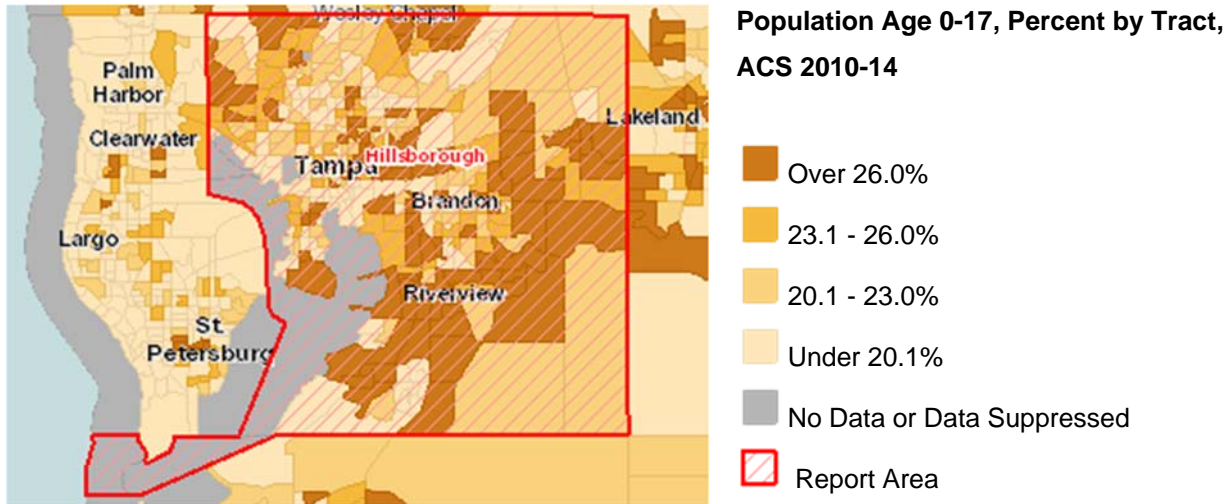 Wesley Chapel
Palm
Harbor
Clearwater
Lakeland
Tampa
Hillsborough
Brandon
Largo
Riverview
St.
Petersburg
Population Age 0-17, Percent by Tract,
ACS 2010-14
Over 26.0%
23.1 - 26.0%
20.1 - 23.0%
Under 20.1%
No Data or Data Suppressed
Report Area